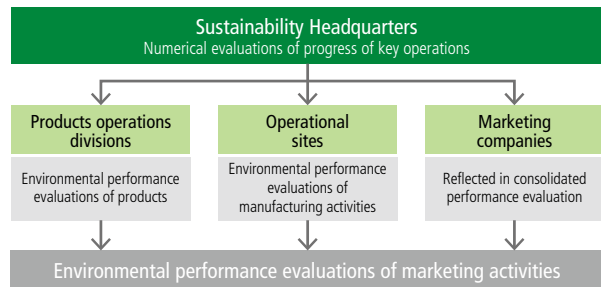 Sustainability Headquarters
Numerical evaluations of progress of key operations
Products operations
divisions
Environmental performance
evaluations of products
Operational
sites
Environmental performance
evaluations of
manufacturing activities
Marketing
companies
Reflected in consolidated
performance evaluation
Environmental performance evaluations of marketing activities